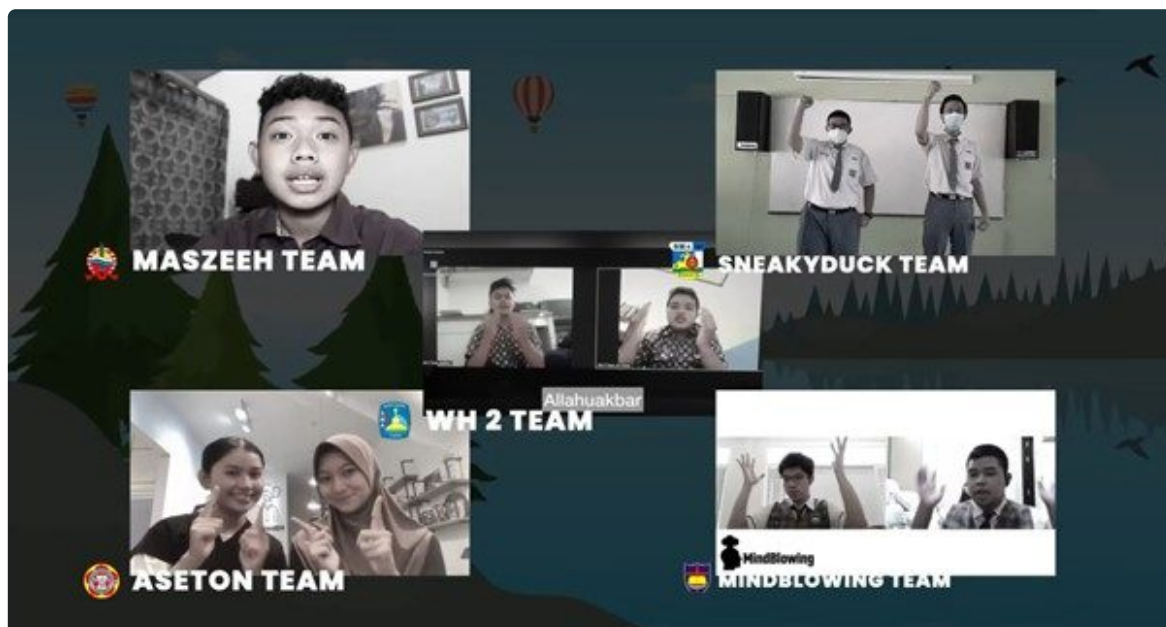 MASZEEH TEAM
SNEAKYDUCK TEAM
Allahuakbar
WH 2 TEAM
ASETON TEAM
MindBlowing
MINDBLOWING TEAM